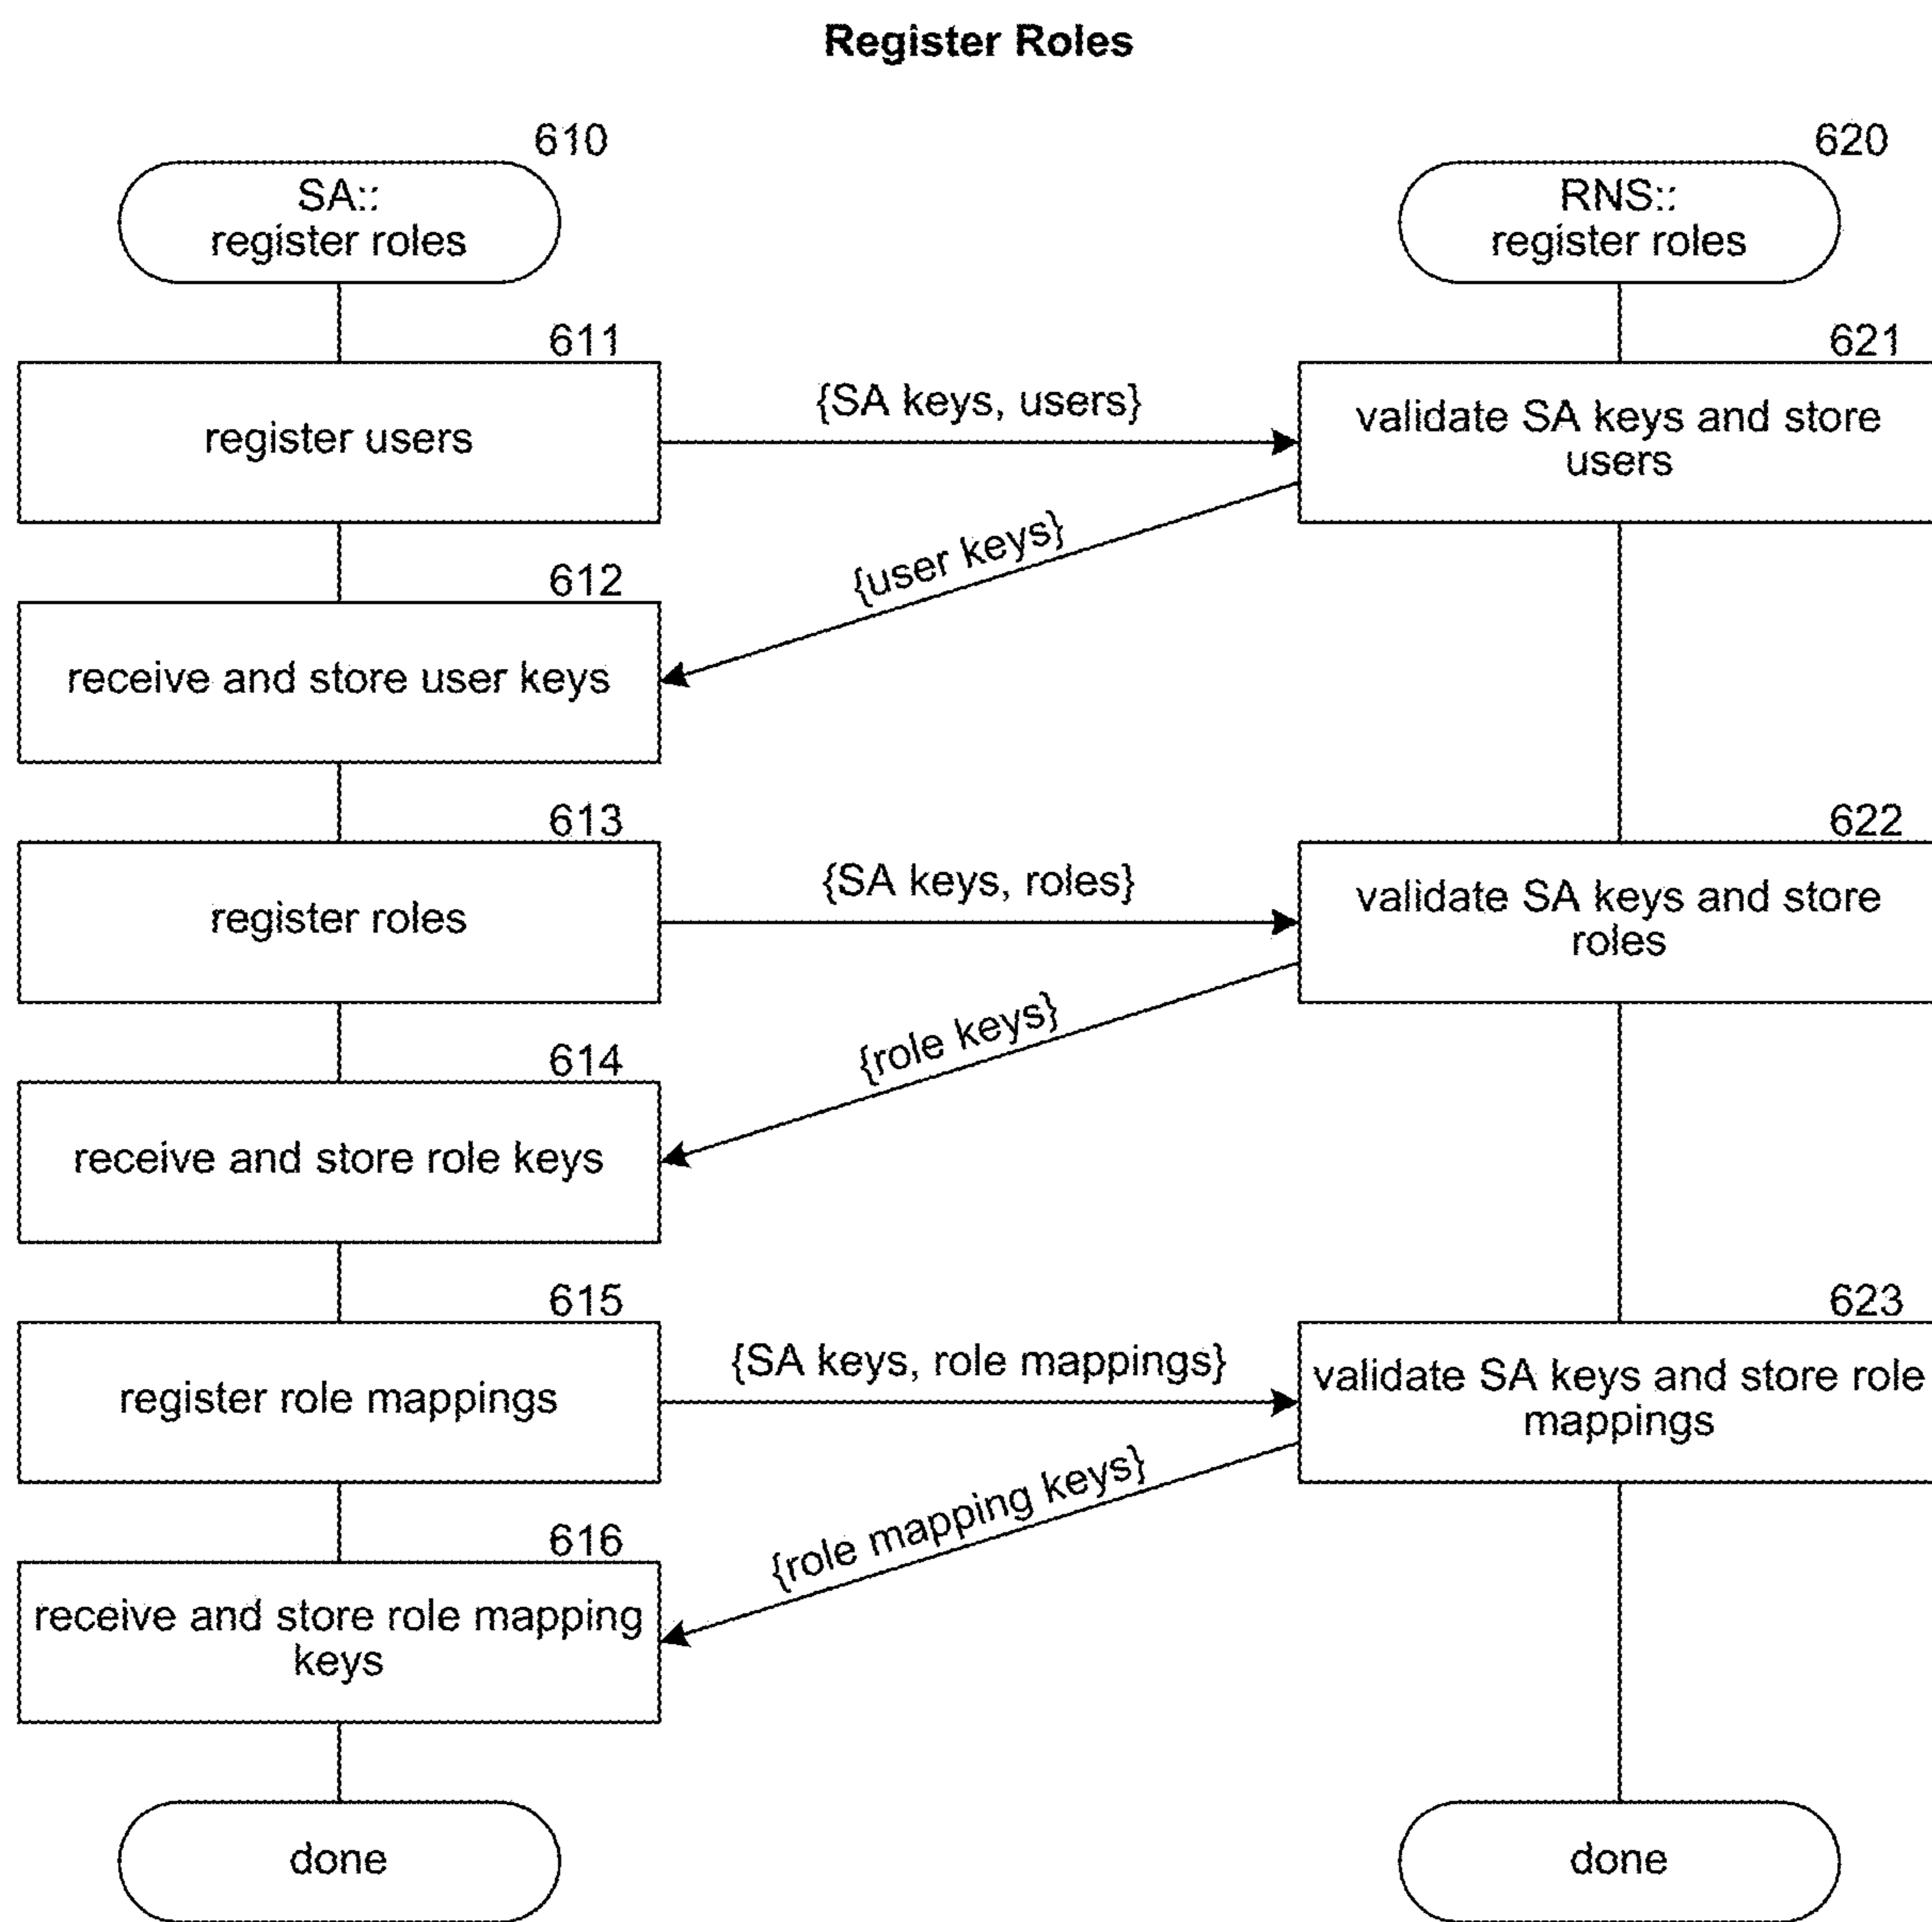 Register Roles
610
SA::
register roles
620
RNS::
register roles
611
register users
{SA keys, users}
621
validate SA keys and store
users
{user keys}
612
receive and store user keys
613
register roles
{SA keys, roles}
622
validate SA keys and store
roles
{role keys}
614
receive and store role keys
615
register role mappings
{SA keys, role mappings}
623
validate SA keys and store role
mappings
{role mapping keys}
616
receive and store role mapping
keys
done
done